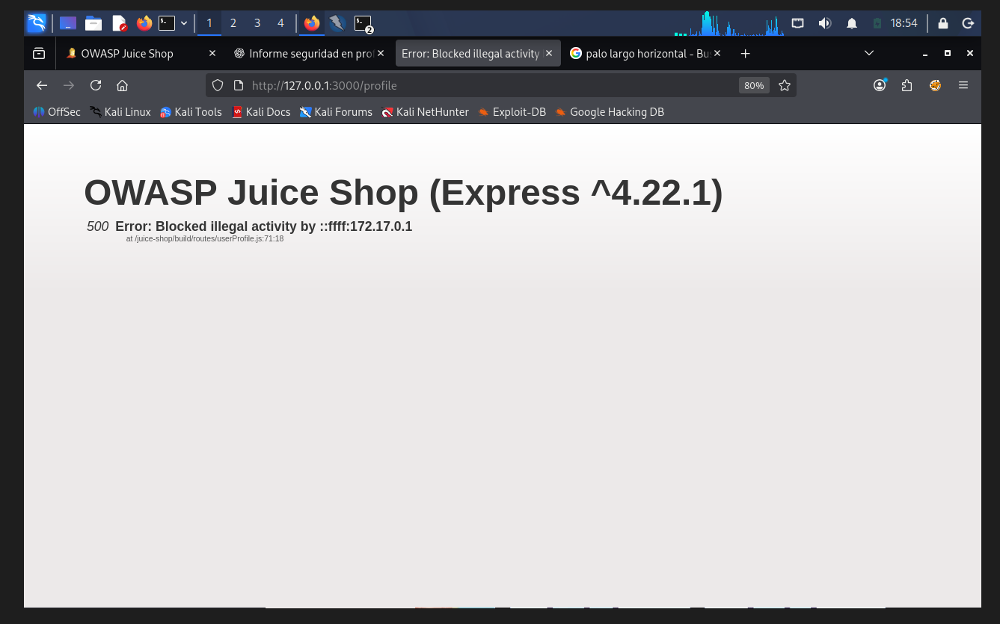 1 2 3 4 2 18:54
OWASP Juice Shop Informe seguridad en prof Error: Blocked illegal activity palo largo horizontal - Bu
http://127.0.0.1:3000/profile 80%
OffSec Kali Linux Kali Tools Kali Docs Kali Forums Kali NetHunter Exploit-DB Google Hacking DB
OWASP Juice Shop (Express ^4.22.1)
500 Error: Blocked illegal activity by ::ffff:172.17.0.1
at /juice-shop/build/routes/userProfile.js:71:18